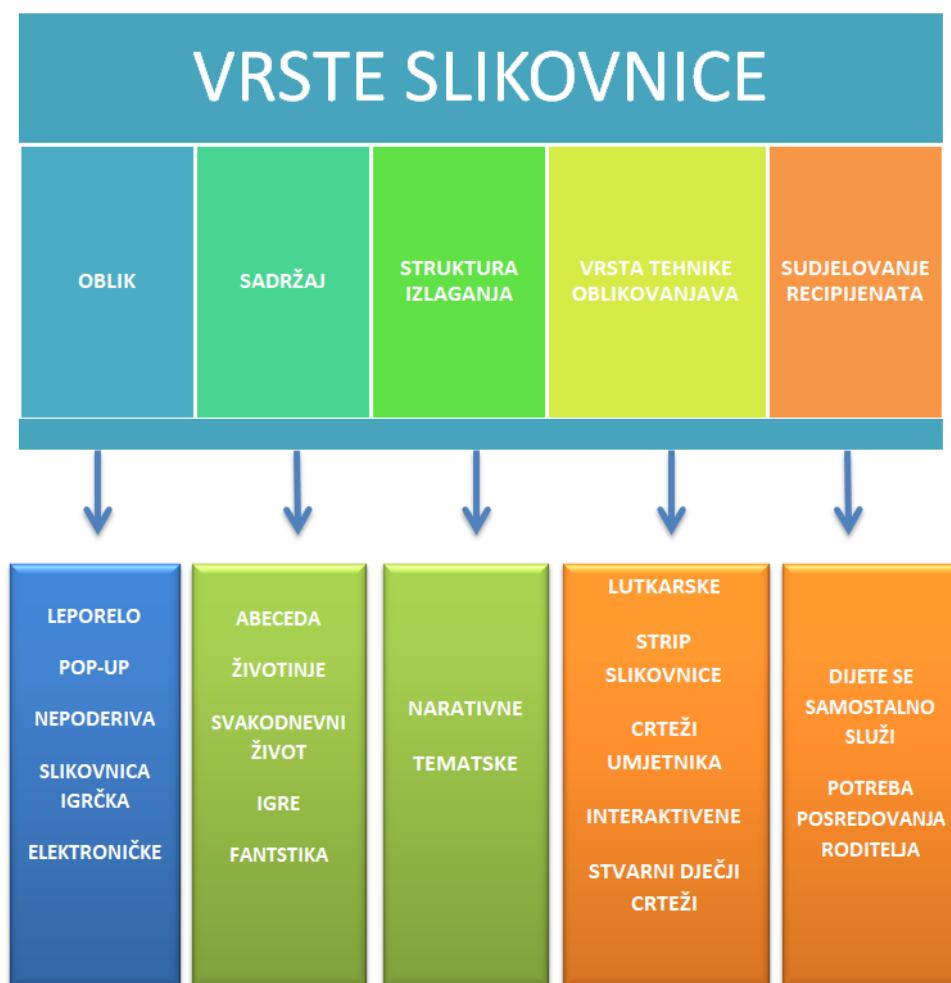 VRSTE SLIKOVNICE
OBLIK
SADRŽAJ
STRUKTURA
IZLAGANJA
VRSTA TEHNIKE
OBLIKOVANJAVA
SUDJELOVANJE
RECIPIJENATA
LEPORELO
POP-UP
NEPODERIVA
SLIKOVNICA
IGRČKA
ELEKTRONIČKE
ABECEDA
ŽIVOTINJE
SVAKODNEVNI
ŽIVOT
IGRE
FANTSTIKA
NARATIVNE
TEMATSKE
LUTKARSKE
STRIP
SLIKOVNICE
CRTEŽI
UMJETNIKA
INTERAKTIVENE
STVARNI DJEČJI
CRTEŽI
DIJETE SE
SAMOSTALNO
SLUŽI
POTREBA
POSREDOVANJA
RODITELJA